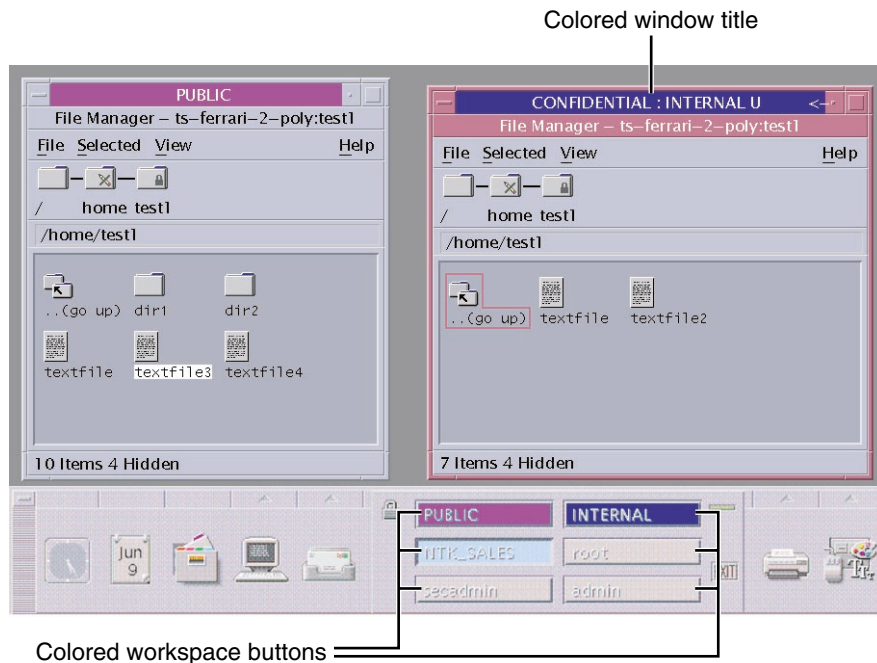 Colored window title
PUBLIC
File Manager – ts–ferrari–2–poly:test1
File Selected View Help
/ home test1
/home/test1
..(go up) dir1 dir2
textfile textfile3 textfile4
10 Items 4 Hidden
CONFIDENTIAL : INTERNAL U <–
File Manager – ts–ferrari–2–poly:test1
File Selected View Help
/ home test1
/home/test1
..(go up) textfile textfile2
7 Items 4 Hidden
Jun
9
PUBLIC INTERNAL
NTK_SALES root
secadmin admin
EXIT
Colored workspace buttons